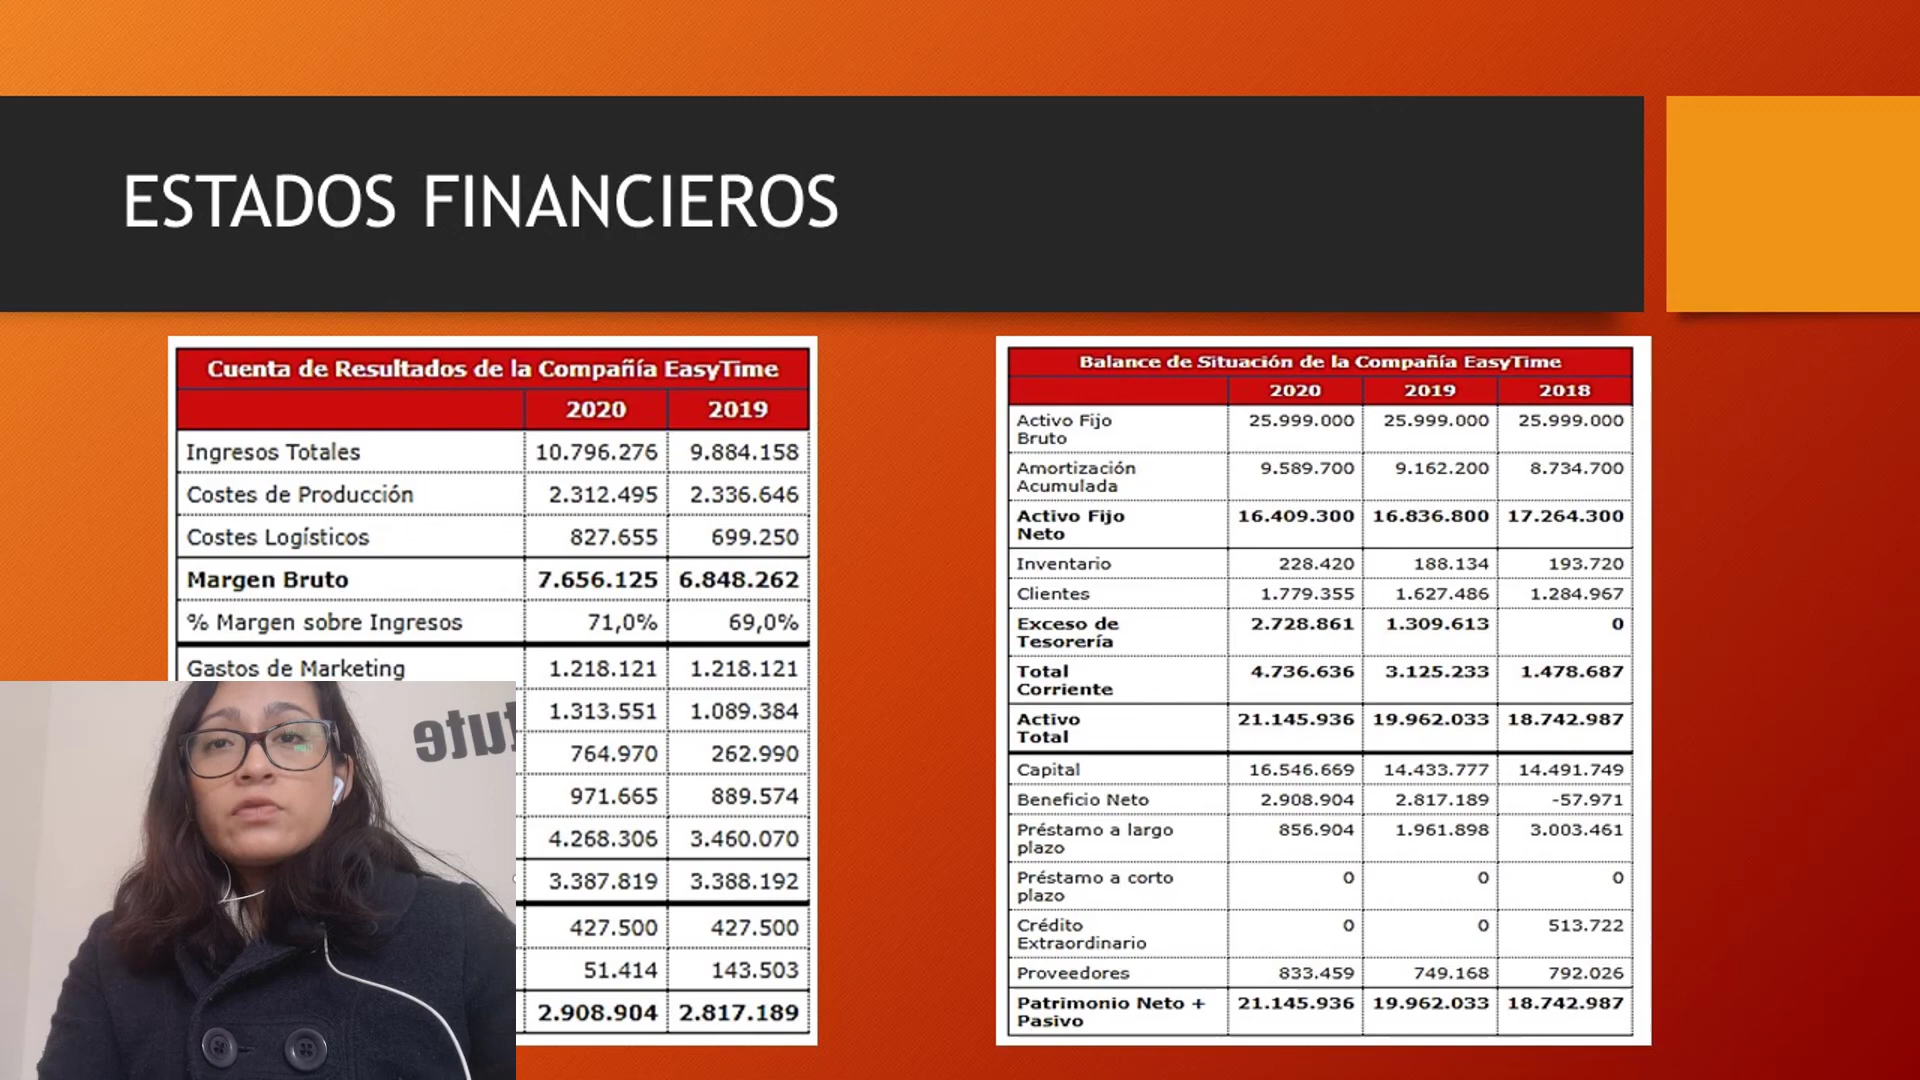 ESTADOS FINANCIEROS
Cuenta de Resultados de la Compañía EasyTime
2020 2019
Ingresos Totales 10.796.276 9.884.158
Costes de Producción 2.312.495 2.336.646
Costes Logísticos 827.655 699.250
Margen Bruto 7.656.125 6.848.262
% Margen sobre Ingresos 71,0% 69,0%
Gastos de Marketing 1.218.121 1.218.121
1.313.551 1.089.384
764.970 262.990
971.665 889.574
4.268.306 3.460.070
3.387.819 3.388.192
427.500 427.500
51.414 143.503
2.908.904 2.817.189
Balance de Situación de la Compañía EasyTime
2020 2019 2018
Activo Fijo 25.999.000 25.999.000 25.999.000
Bruto
Amortización 9.589.700 9.162.200 8.734.700
Acumulada
Activo Fijo 16.409.300 16.836.800 17.264.300
Neto
Inventario 228.420 188.134 193.720
Clientes 1.779.355 1.627.486 1.284.967
Exceso de 2.728.861 1.309.613 0
Tesorería
Total 4.736.636 3.125.233 1.478.687
Corriente
Activo 21.145.936 19.962.033 18.742.987
Total
Capital 16.546.669 14.433.777 14.491.749
Beneficio Neto 2.908.904 2.817.189 -57.971
Préstamo a largo 856.904 1.961.898 3.003.461
plazo
Préstamo a corto 0 0 0
plazo
Crédito 0 0 513.722
Extraordinario
Proveedores 833.459 749.168 792.026
Patrimonio Neto + 21.145.936 19.962.033 18.742.987
Pasivo